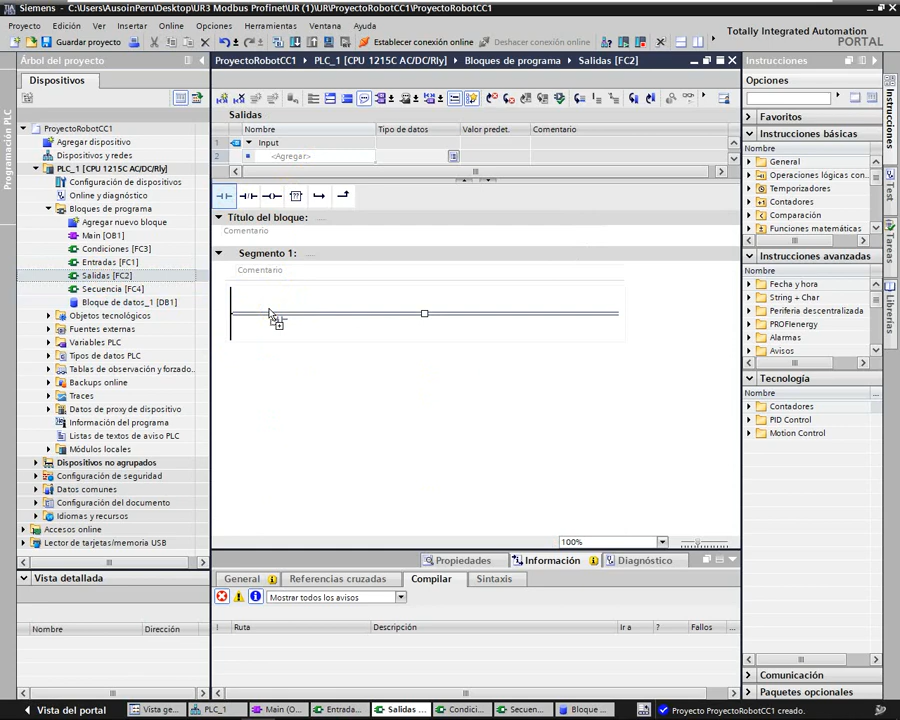 Siemens - C:\Users\AusoinPeru\Desktop\UR3 Modbus Profinet\UR (1)\UR\ProyectoRobotCC1\ProyectoRobotCC1
Proyecto Edición Ver Insertar Online Opciones Herramientas Ventana Ayuda
Guardar proyecto Establecer conexión online Deshacer conexión online
Totally Integrated Automation
PORTAL
Árbol del proyecto
ProyectoRobotCC1 PLC_1 [CPU 1215C AC/DC/Rly] Bloques de programa Salidas [FC2]
Instrucciones
Dispositivos
Opciones
Programación PLC
Instrucciones
Test
Tareas
Librerías
ProyectoRobotCC1
Agregar dispositivo
Dispositivos y redes
PLC_1 [CPU 1215C AC/DC/Rly]
Configuración de dispositivos
Online y diagnóstico
Bloques de programa
Agregar nuevo bloque
Main [OB1]
Condiciones [FC3]
Entradas [FC1]
Salidas [FC2]
Secuencia [FC4]
Bloque de datos_1 [DB1]
Objetos tecnológicos
Fuentes externas
Variables PLC
Tipos de datos PLC
Tablas de observación y forzado...
Backups online
Traces
Datos de proxy de dispositivo
Información del programa
Listas de textos de aviso PLC
Módulos locales
Dispositivos no agrupados
Configuración de seguridad
Datos comunes
Configuración del documento
Idiomas y recursos
Accesos online
Lector de tarjetas/memoria USB
Vista detallada
Nombre Dirección
Salidas
Nombre Tipo de datos Valor predet. Comentario
1 Input
2 <Agregar>
Título del bloque: .....
Comentario
Segmento 1: .....
Comentario
100%
Propiedades Información Diagnóstico
General Referencias cruzadas Compilar Sintaxis
Mostrar todos los avisos
! Ruta Descripción Ir a ? Fallos ...
Favoritos
Instrucciones básicas
Nombre ...
General
Operaciones lógicas con...
Temporizadores
Contadores
Comparación
Funciones matemáticas
Instrucciones avanzadas
Nombre ...
Fecha y hora
String + Char
Periferia descentralizada
PROFIenergy
Alarmas
Avisos
Tecnología
Nombre ...
Contadores
PID Control
Motion Control
Comunicación
Paquetes opcionales
Vista del portal Vista ge... PLC_1 Main (O... Entrada... Salidas ... Condici... Secuen... Bloque ... Proyecto ProyectoRobotCC1 creado.